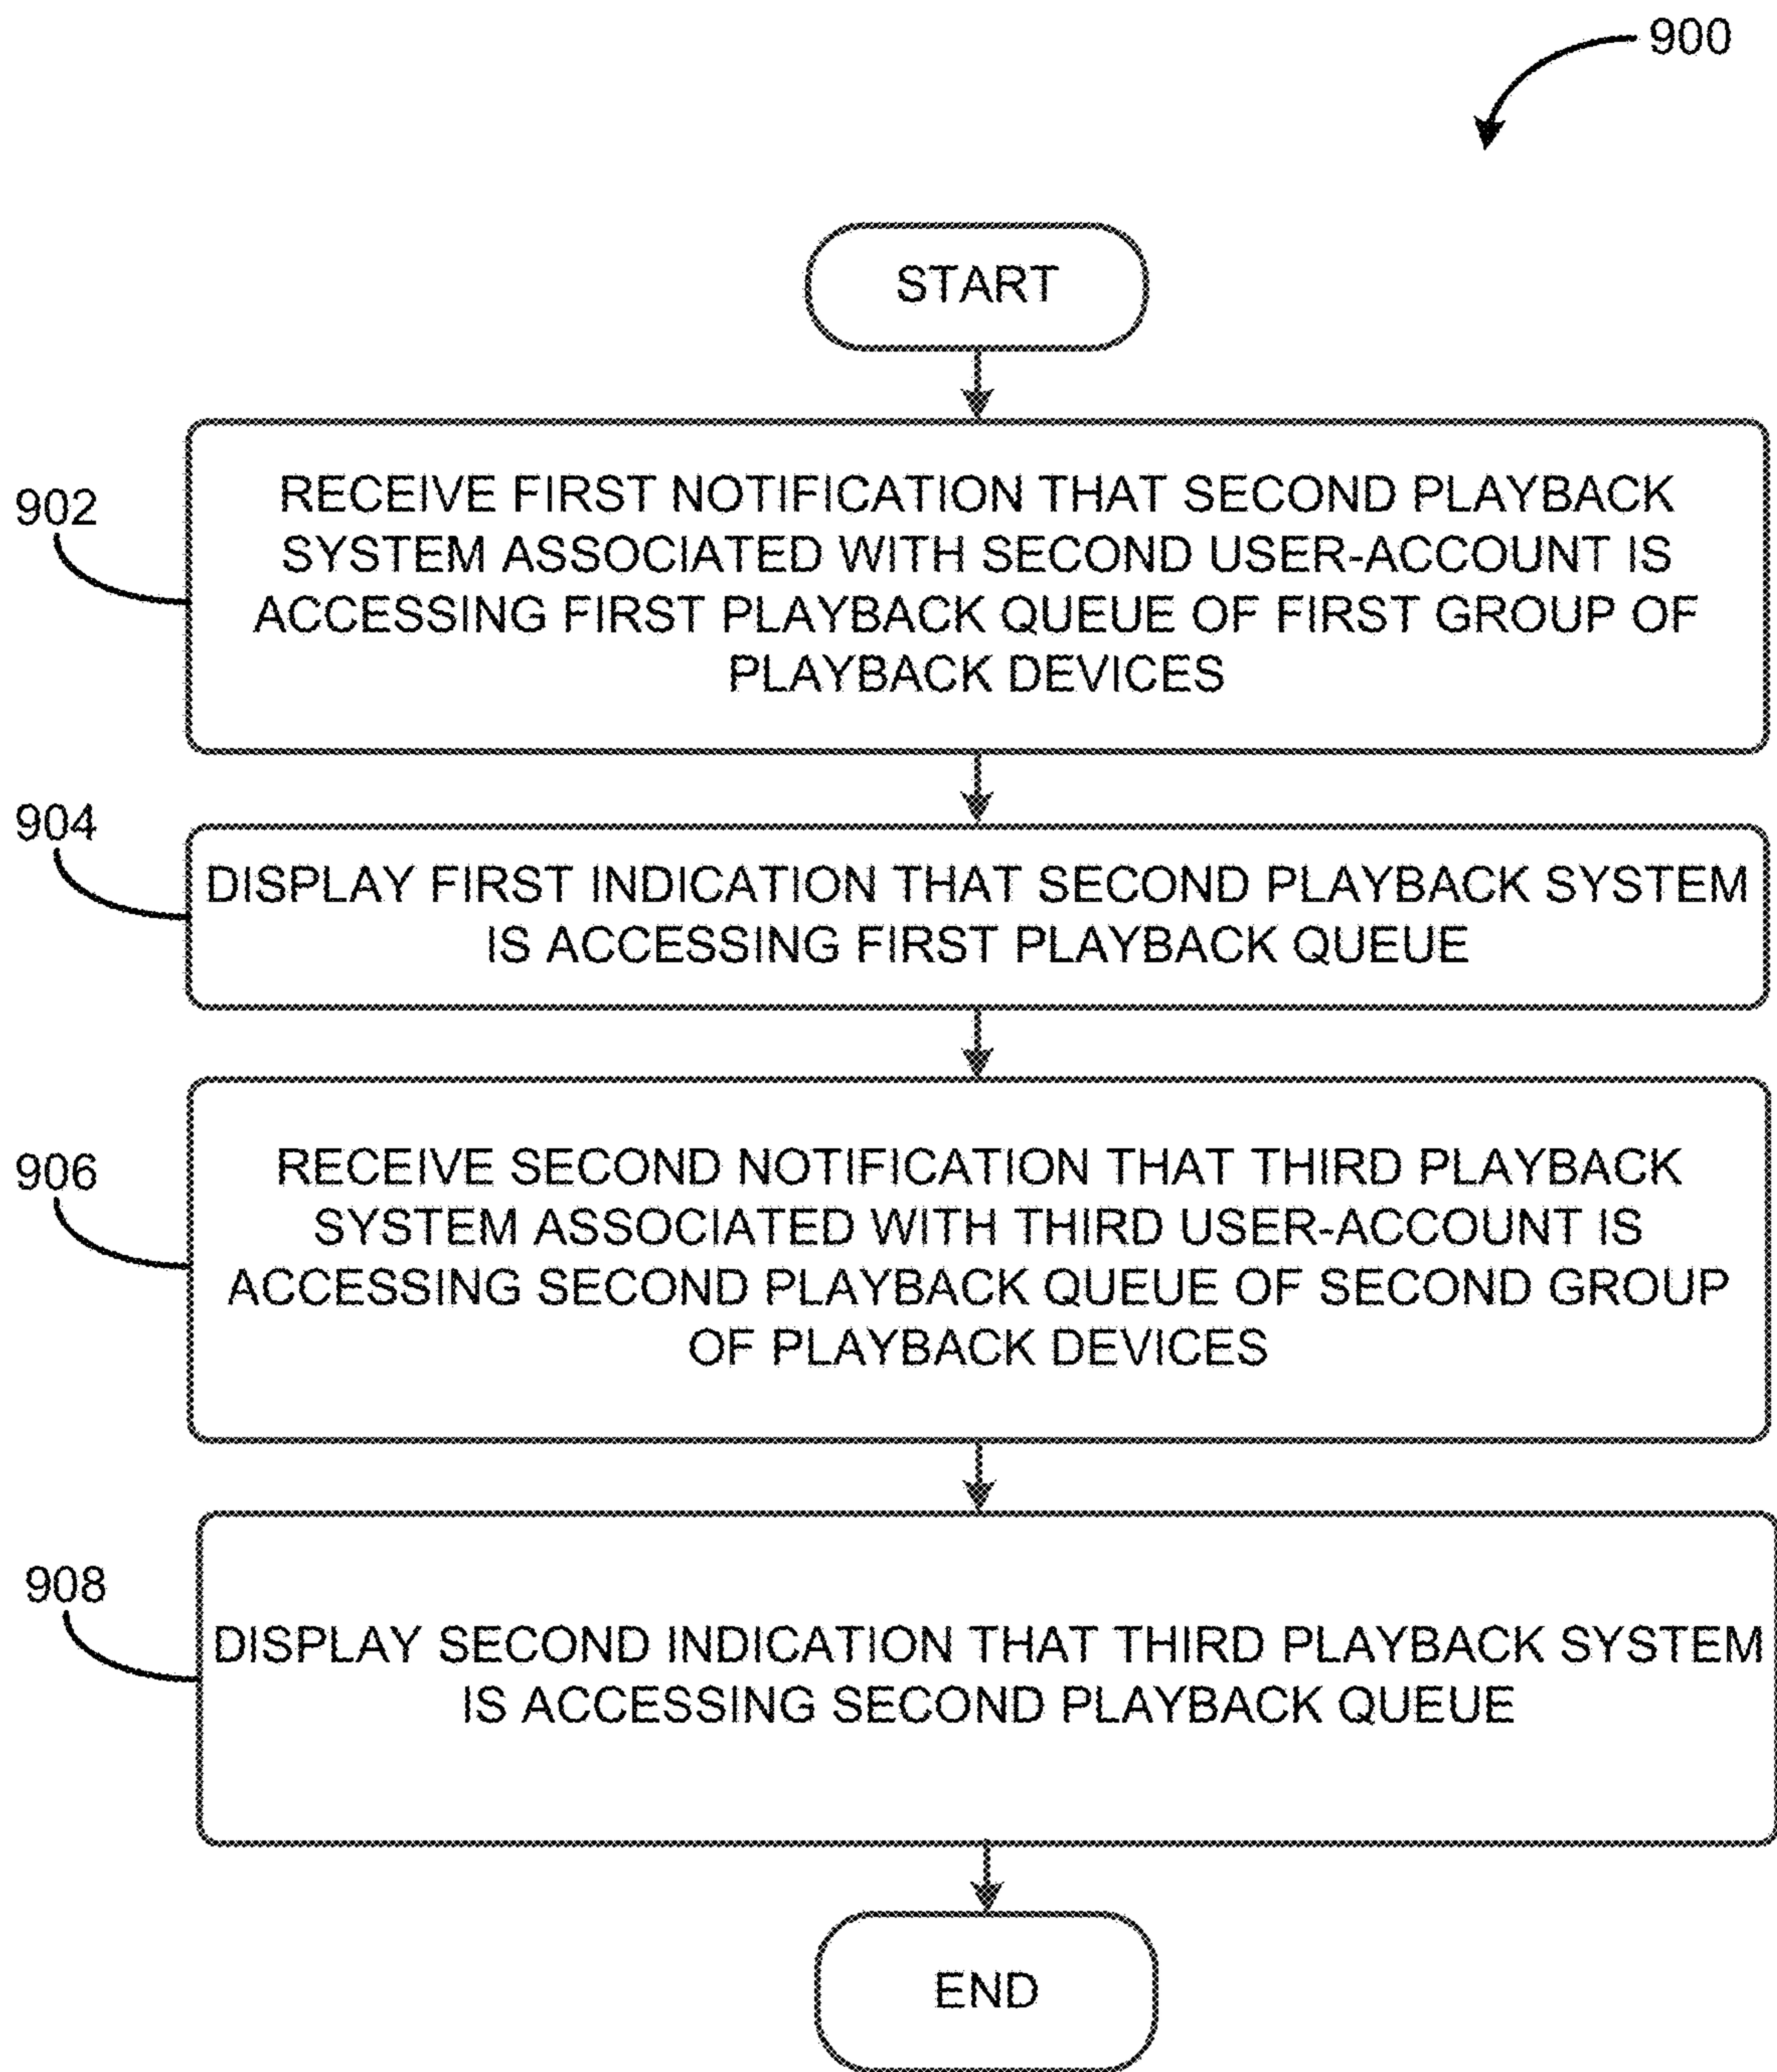 900
START
902
RECEIVE FIRST NOTIFICATION THAT SECOND PLAYBACK
SYSTEM ASSOCIATED WITH SECOND USER-ACCOUNT IS
ACCESSING FIRST PLAYBACK QUEUE OF FIRST GROUP OF
PLAYBACK DEVICES
904
DISPLAY FIRST INDICATION THAT SECOND PLAYBACK SYSTEM
IS ACCESSING FIRST PLAYBACK QUEUE
906
RECEIVE SECOND NOTIFICATION THAT THIRD PLAYBACK
SYSTEM ASSOCIATED WITH THIRD USER-ACCOUNT IS
ACCESSING SECOND PLAYBACK QUEUE OF SECOND GROUP
OF PLAYBACK DEVICES
908
DISPLAY SECOND INDICATION THAT THIRD PLAYBACK SYSTEM
IS ACCESSING SECOND PLAYBACK QUEUE
END